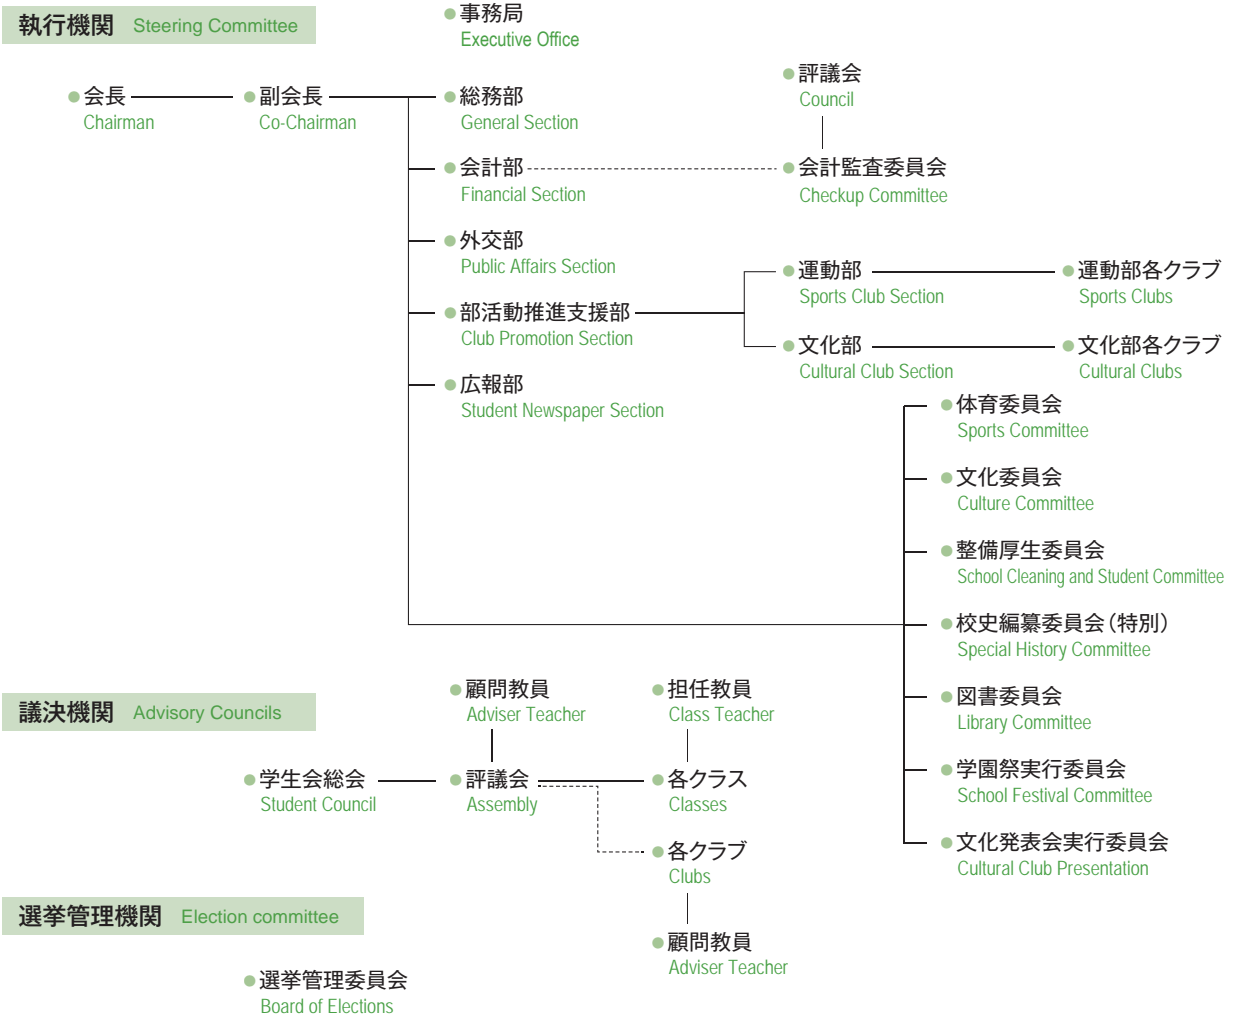 執行機関 Steering Committee
事務局
Executive Office
会長
Chairman
副会長
Co-Chairman
総務部
General Section
評議会
Council
会計部
Financial Section
会計監査委員会
Checkup Committee
外交部
Public Affairs Section
部活動推進支援部
Club Promotion Section
運動部
Sports Club Section
運動部各クラブ
Sports Clubs
文化部
Cultural Club Section
文化部各クラブ
Cultural Clubs
広報部
Student Newspaper Section
体育委員会
Sports Committee
文化委員会
Culture Committee
整備厚生委員会
School Cleaning and Student Committee
校史編纂委員会（特別）
Special History Committee
図書委員会
Library Committee
学園祭実行委員会
School Festival Committee
文化発表会実行委員会
Cultural Club Presentation
議決機関 Advisory Councils
顧問教員
Adviser Teacher
担任教員
Class Teacher
学生会総会
Student Council
評議会
Assembly
各クラス
Classes
各クラブ
Clubs
顧問教員
Adviser Teacher
選挙管理機関 Election committee
選挙管理委員会
Board of Elections